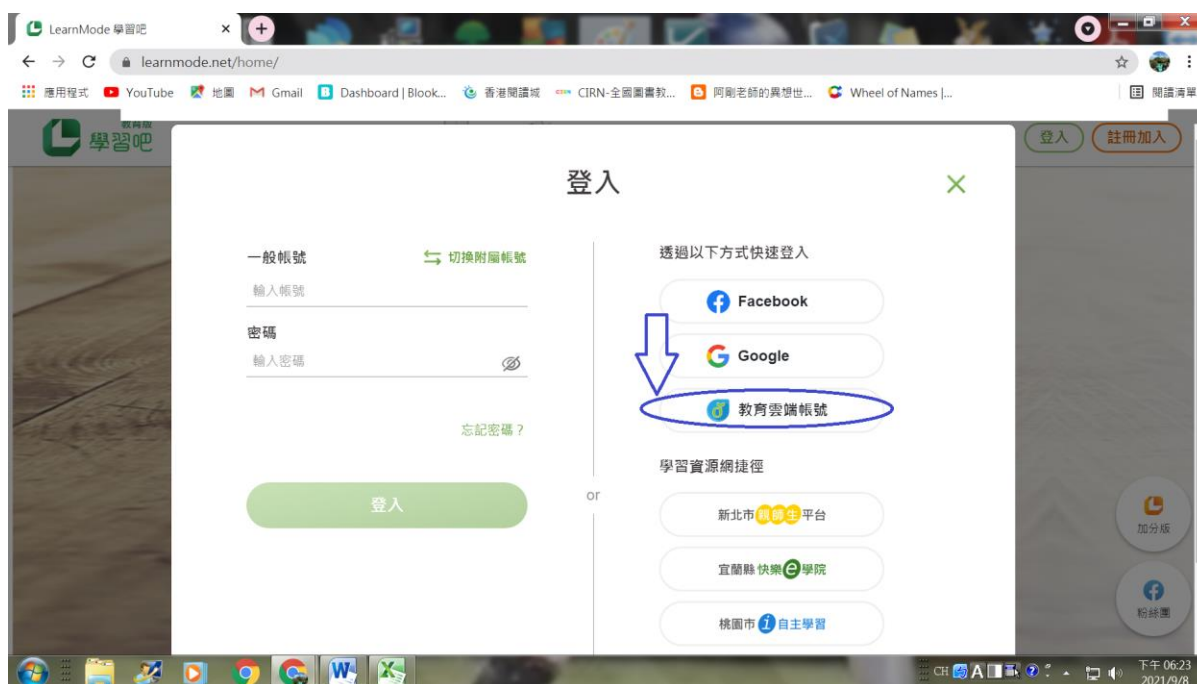 LearnMode 學習吧
learnmode.net/home/
應用程式 YouTube 地圖 Gmail Dashboard | Blook... 香港閱讀城 CIRN-全國圖書教... 阿剛老師的異想世... Wheel of Names |... 閱讀清單
教育版
學習吧
登入 註冊加入
登入
一般帳號 切換附屬帳號
輸入帳號
密碼
輸入密碼
忘記密碼？
登入
or
透過以下方式快速登入
Facebook
Google
教育雲端帳號
學習資源網捷徑
新北市親師生平台
宜蘭縣快樂e學院
桃園市i自主學習
加分版
粉絲團
CH A
下午 06:23
2021/9/8